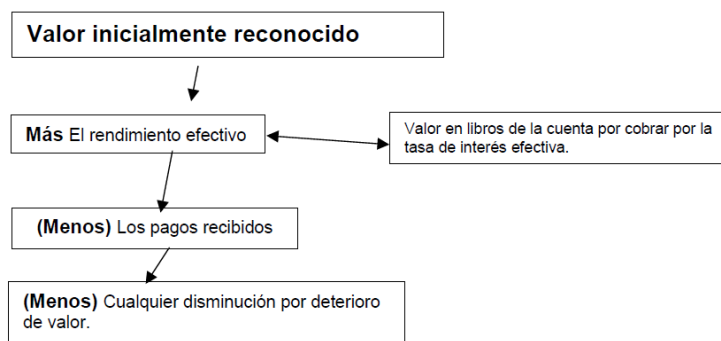 Valor inicialmente reconocido
Más El rendimiento efectivo
Valor en libros de la cuenta por cobrar por la
tasa de interés efectiva.
(Menos) Los pagos recibidos
(Menos) Cualquier disminución por deterioro
de valor.